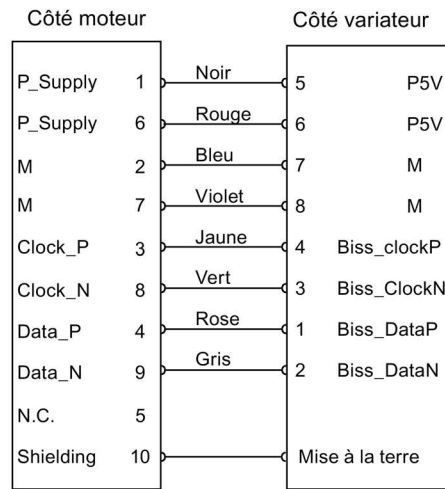 Côté moteur Côté variateur
P_Supply 1 Noir 5 P5V
P_Supply 6 Rouge 6 P5V
M 2 Bleu 7 M
M 7 Violet 8 M
Clock_P 3 Jaune 4 Biss_clockP
Clock_N 8 Vert 3 Biss_ClockN
Data_P 4 Rose 1 Biss_DataP
Data_N 9 Gris 2 Biss_DataN
N.C. 5
Shielding 10 Mise à la terre